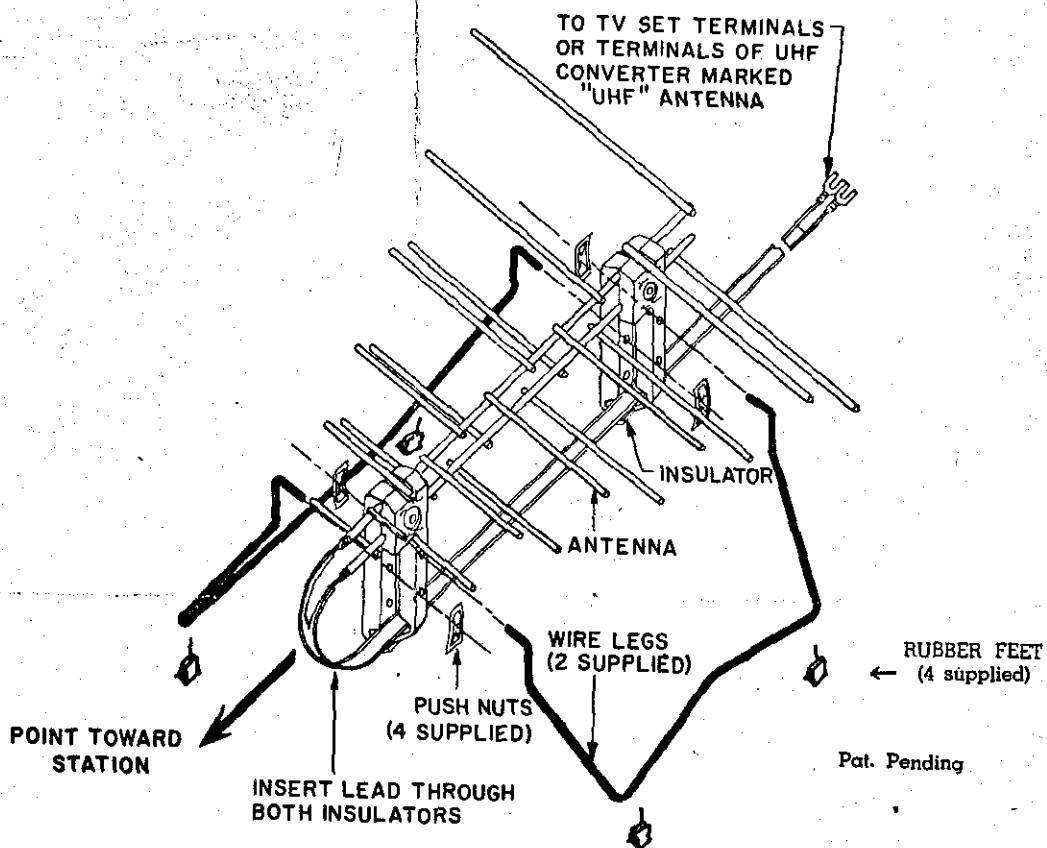 TO TV SET TERMINALS
OR TERMINALS OF UHF
CONVERTER MARKED
"UHF" ANTENNA
INSULATOR
ANTENNA
WIRE LEGS
(2 SUPPLIED)
RUBBER FEET
← (4 supplied)
PUSH NUTS
(4 SUPPLIED)
POINT TOWARD
STATION
Pat. Pending
INSERT LEAD THROUGH
BOTH INSULATORS